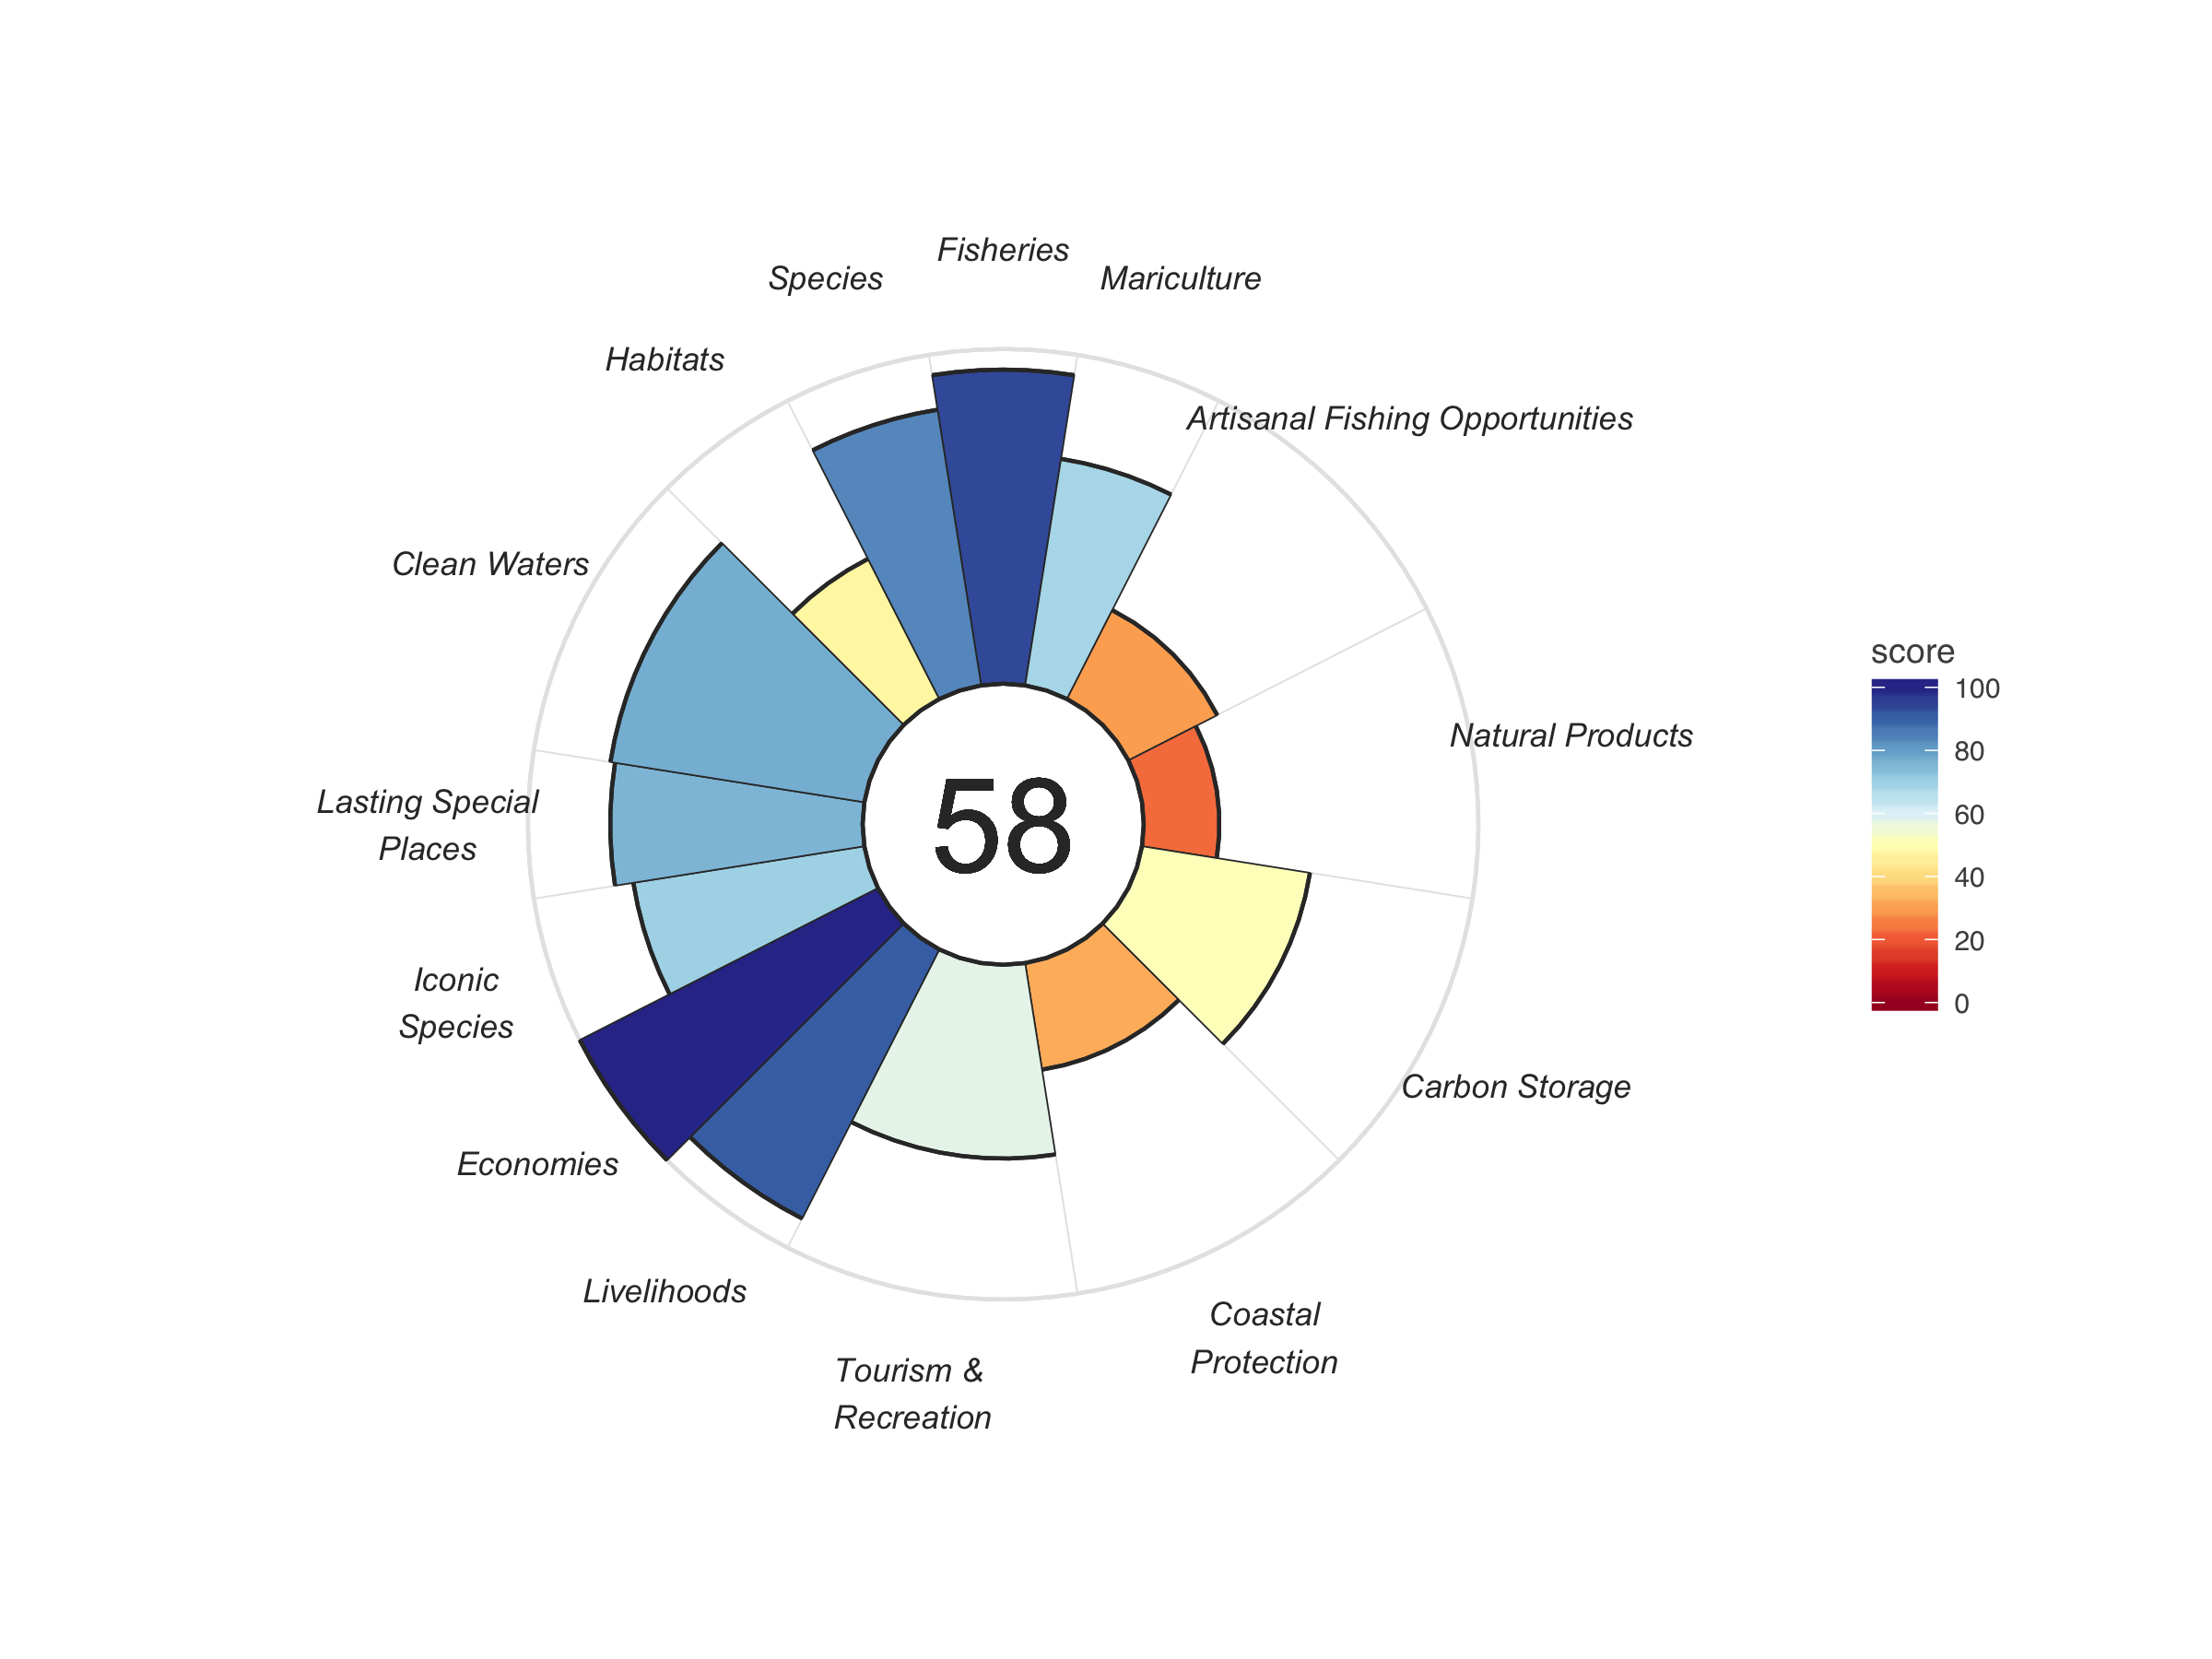 Fisheries
Species
Mariculture
Habitats
Artisanal Fishing Opportunities
Clean Waters
Natural Products
Lasting Special
Places
58
Iconic
Species
Carbon Storage
Economies
Livelihoods
Coastal
Protection
Tourism &
Recreation
score
100
80
60
40
20
0